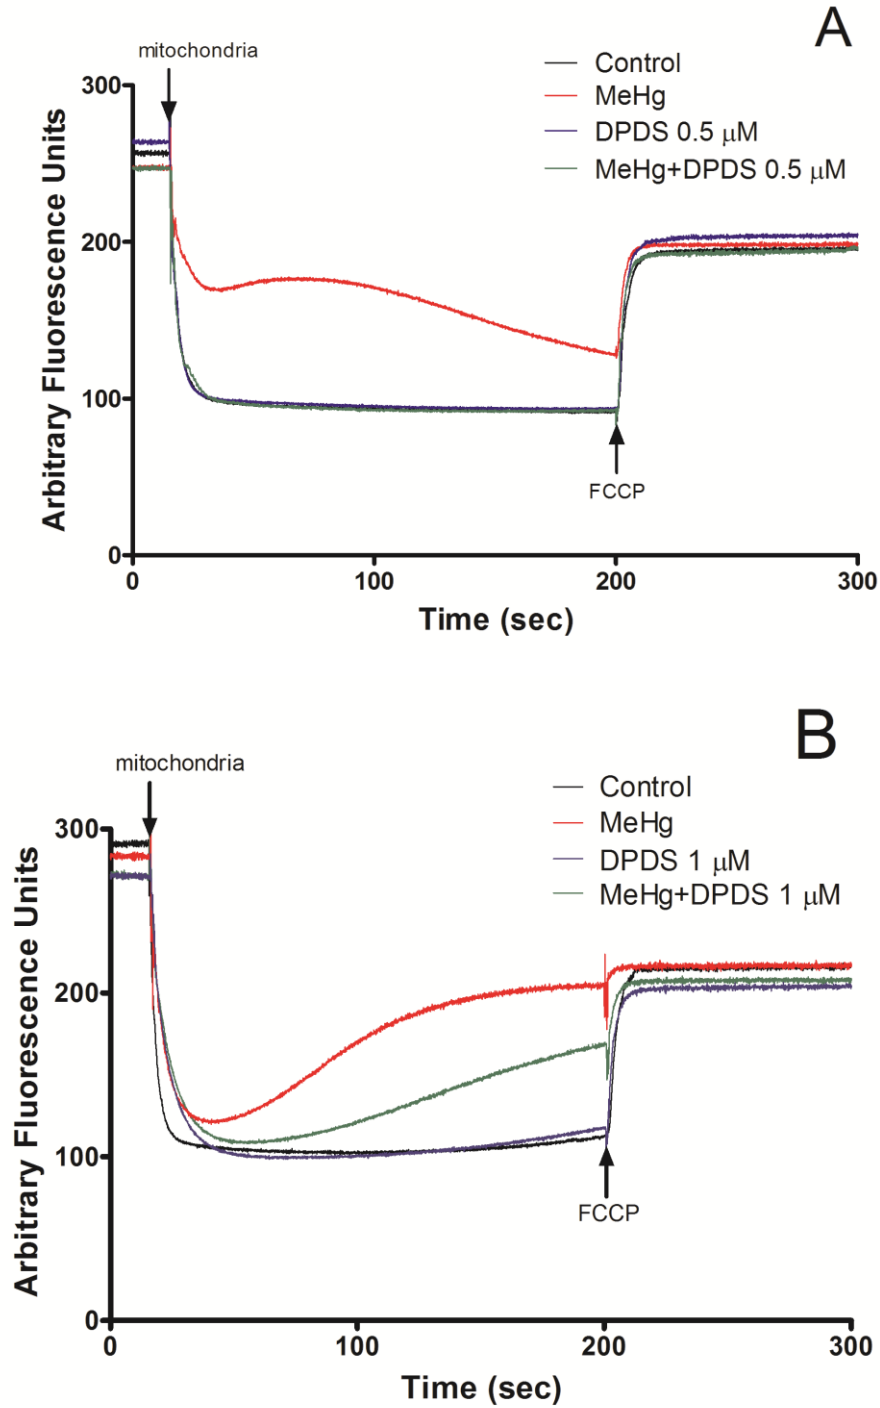 A
mitochondria
Control
MeHg
DPDS 0.5 μM
MeHg+DPDS 0.5 μM
300
200
100
0
Arbitrary Fluorescence Units
FCCP
0 100 200 300
Time (sec)
B
mitochondria
Control
MeHg
DPDS 1 μM
MeHg+DPDS 1 μM
300
200
100
0
Arbitrary Fluorescence Units
FCCP
0 100 200 300
Time (sec)